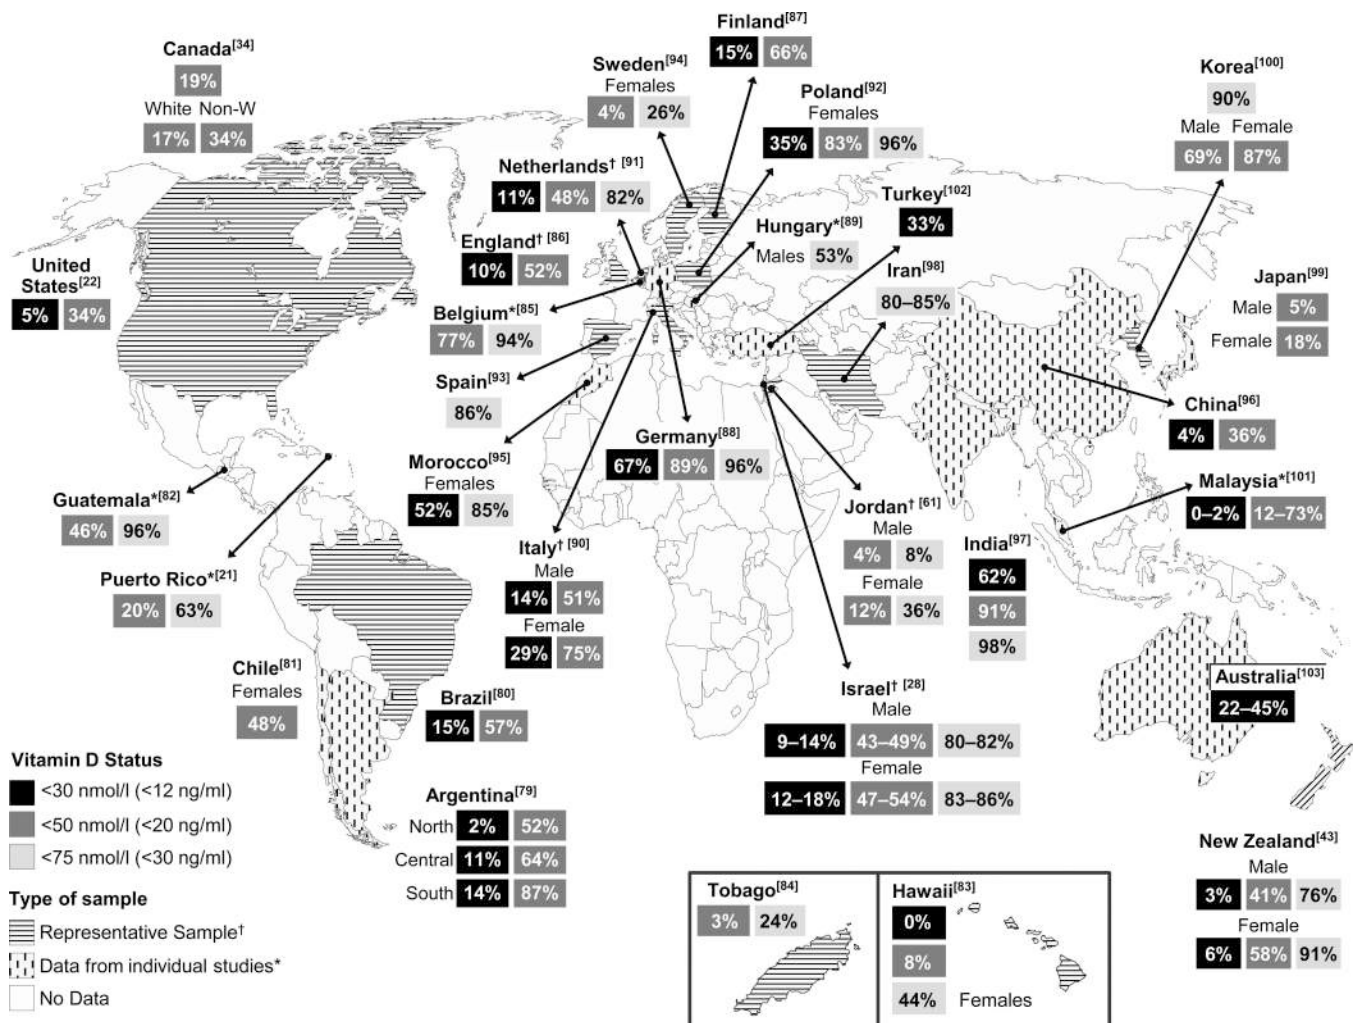 Canada[34]
19%
White Non-W
17% 34%
United
States[22]
5% 34%
Finland[87]
15% 66%
Sweden[94]
Females
4% 26%
Poland[92]
Females
35% 83% 96%
Netherlands† [91]
11% 48% 82%
England† [86]
10% 52%
Belgium*[85]
77% 94%
Spain[93]
86%
Morocco[95]
Females
52% 85%
Turkey[102]
33%
Hungary*[89]
Males 53%
Iran[98]
80–85%
Korea[100]
90%
Male Female
69% 87%
Japan[99]
Male 5%
Female 18%
China[96]
4% 36%
Malaysia*[101]
0–2% 12–73%
Germany[88]
67% 89% 96%
Italy† [90]
Male
14% 51%
Female
29% 75%
Jordan† [61]
Male
4% 8%
Female
12% 36%
India[97]
62%
91%
98%
Israel† [28]
Male
9–14% 43–49% 80–82%
Female
12–18% 47–54% 83–86%
Guatemala*[82]
46% 96%
Puerto Rico*[21]
20% 63%
Chile[81]
Females
48%
Brazil[80]
15% 57%
Argentina[79]
North 2% 52%
Central 11% 64%
South 14% 87%
Australia[103]
22–45%
New Zealand[43]
Male
3% 41% 76%
Female
6% 58% 91%
Tobago[84]
3% 24%
Hawaii[83]
0%
8%
44% Females
Vitamin D Status
<30 nmol/l (<12 ng/ml)
<50 nmol/l (<20 ng/ml)
<75 nmol/l (<30 ng/ml)
Type of sample
Representative Sample†
Data from individual studies*
No Data